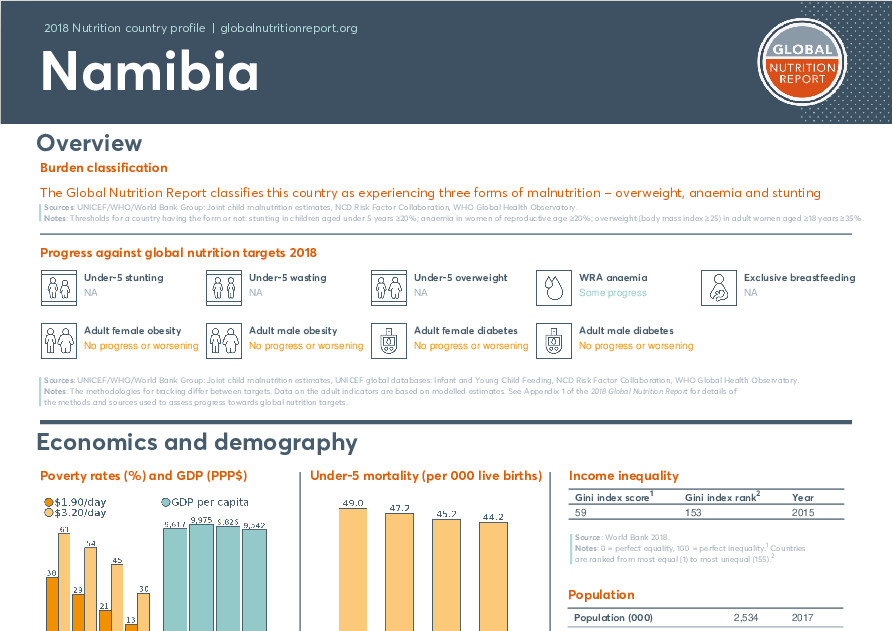 2018 Nutrition country profile | globalnutritionreport.org
Namibia
GLOBAL
NUTRITION
REPORT
Overview
Burden classification
The Global Nutrition Report classifies this country as experiencing three forms of malnutrition – overweight, anaemia and stunting
Sources: UNICEF/WHO/World Bank Group: Joint child malnutrition estimates, NCD Risk Factor Collaboration, WHO Global Health Observatory.
Notes: Thresholds for a country having the form or not: stunting in children aged under 5 years ≥20%; anaemia in women of reproductive age ≥20%; overweight (body mass index ≥25) in adult women aged ≥18 years ≥35%.
Progress against global nutrition targets 2018
Under-5 stunting
NA
Under-5 wasting
NA
Under-5 overweight
NA
WRA anaemia
Some progress
Exclusive breastfeeding
NA
Adult female obesity
No progress or worsening
Adult male obesity
No progress or worsening
Adult female diabetes
No progress or worsening
Adult male diabetes
No progress or worsening
Sources: UNICEF/WHO/World Bank Group: Joint child malnutrition estimates, UNICEF global databases: Infant and Young Child Feeding, NCD Risk Factor Collaboration, WHO Global Health Observatory.
Notes: The methodologies for tracking differ between targets. Data on the adult indicators are based on modelled estimates. See Appendix 1 of the 2018 Global Nutrition Report for details of
the methods and sources used to assess progress towards global nutrition targets.
Economics and demography
Poverty rates (%) and GDP (PPP$)
$1.90/day
$3.20/day
GDP per capita
38 61 29 54 21 45 13 30
9,617 9,975 9,826 9,542
Under-5 mortality (per 000 live births)
49.0 47.2 45.2 44.2
Income inequality
Gini index score1 Gini index rank2 Year
59 153 2015
Source: World Bank 2018.
Notes: 0 = perfect equality, 100 = perfect inequality.1 Countries
are ranked from most equal (1) to most unequal (155).2
Population
Population (000) 2,534 2017